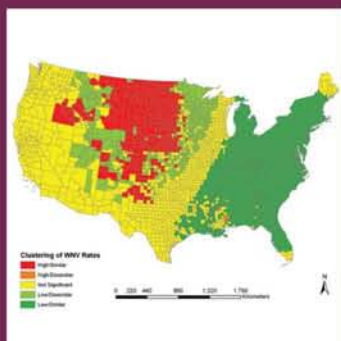 Clustering of WNV Rates
High/Similar
High/Dissimilar
Not Significant
Low/Dissimilar
Low/Similar
N
0 220 440 880 1,320 1,760
Kilometers